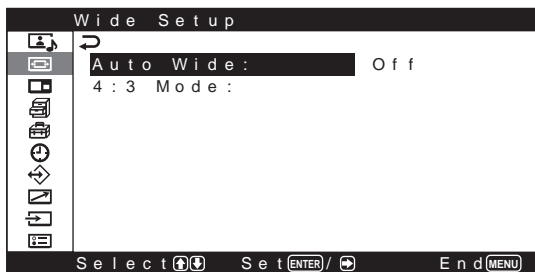 Wide Setup
Auto Wide: Off
4:3 Mode:
Select Set ENTER / End MENU